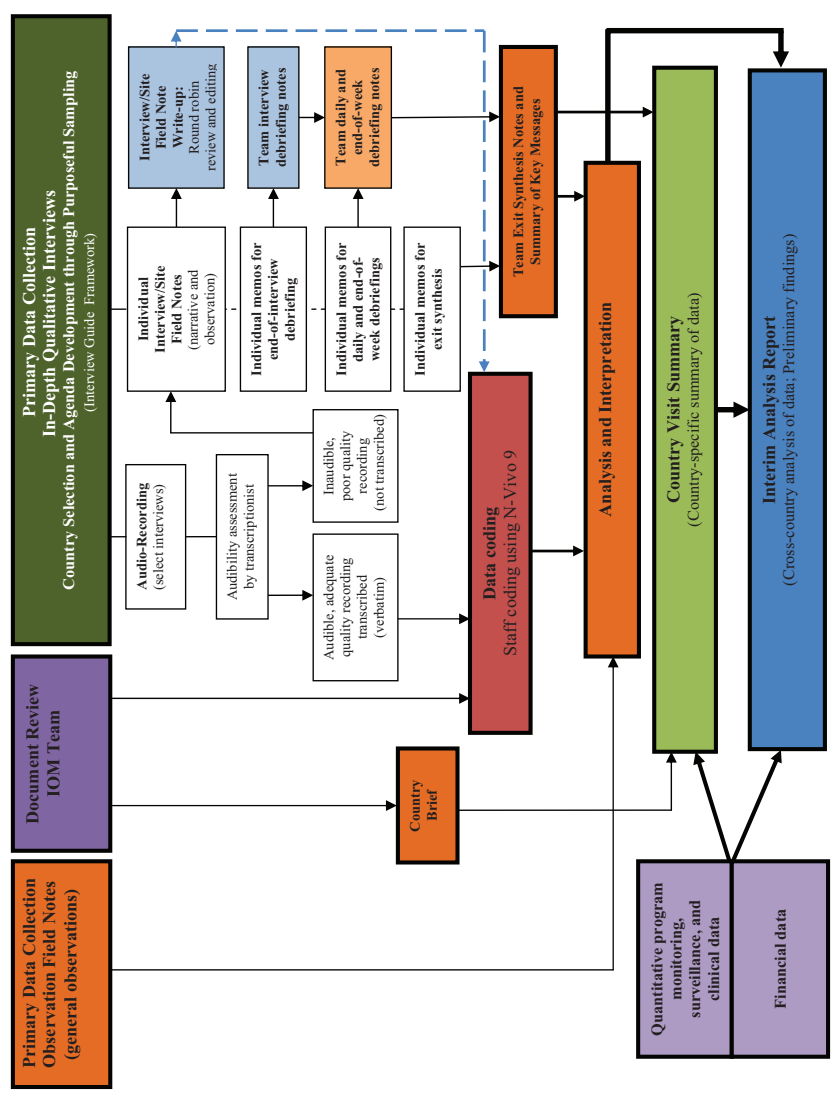 Primary Data Collection
Observation Field Notes
(general observations)
Document Review
IOM Team
Primary Data Collection
In-Depth Qualitative Interviews
Country Selection and Agenda Development through Purposeful Sampling
(Interview Guide Framework)
Audio-Recording
(select interviews)
Audibility assessment
by transcriptionist
Audible, adequate
quality recording
transcribed
(verbatim)
Inaudible,
poor quality
recording
(not transcribed)
Individual
Interview/Site
Field Notes
(narrative and
observation)
Interview/Site
Field Note
Write-up:
Round robin
review and editing
Individual memos for
end-of-interview
debriefing
Team interview
debriefing notes
Individual memos for
daily and end-of-
week debriefings
Team daily and
end-of-week
debriefing notes
Individual memos for
exit synthesis
Country
Brief
Data coding
Staff coding using N-Vivo 9
Team Exit Synthesis Notes and
Summary of Key Messages
Analysis and Interpretation
Quantitative program
monitoring,
surveillance, and
clinical data
Financial data
Country Visit Summary
(Country-specific summary of data)
Interim Analysis Report
(Cross-country analysis of data; Preliminary findings)